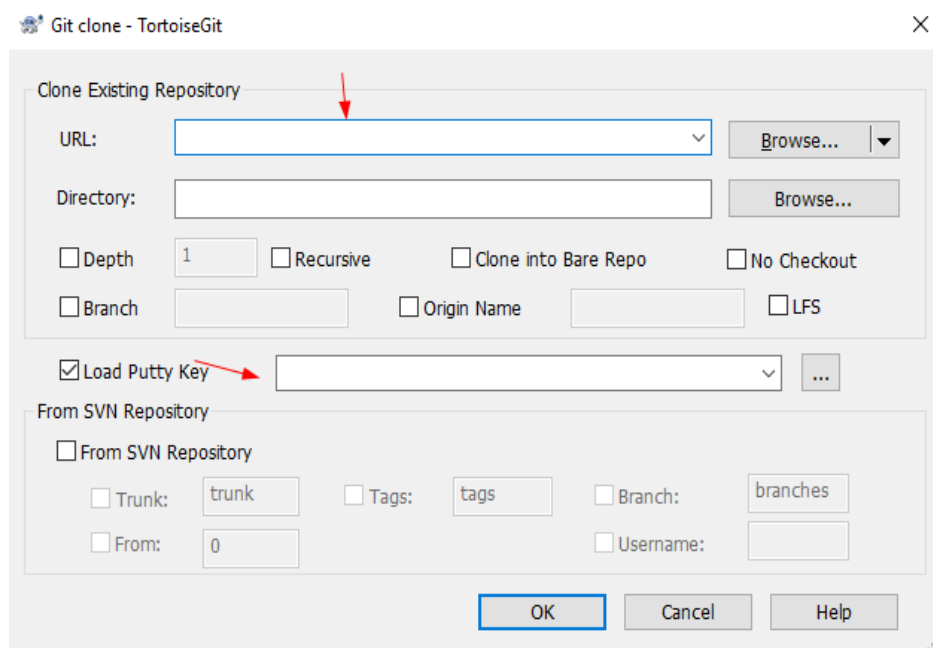 Git clone - TortoiseGit
Clone Existing Repository
URL:
Browse...
Directory:
Browse...
Depth 1 Recursive Clone into Bare Repo No Checkout
Branch Origin Name LFS
Load Putty Key ...
From SVN Repository
From SVN Repository
Trunk: trunk Tags: tags Branch: branches
From: 0 Username:
OK Cancel Help